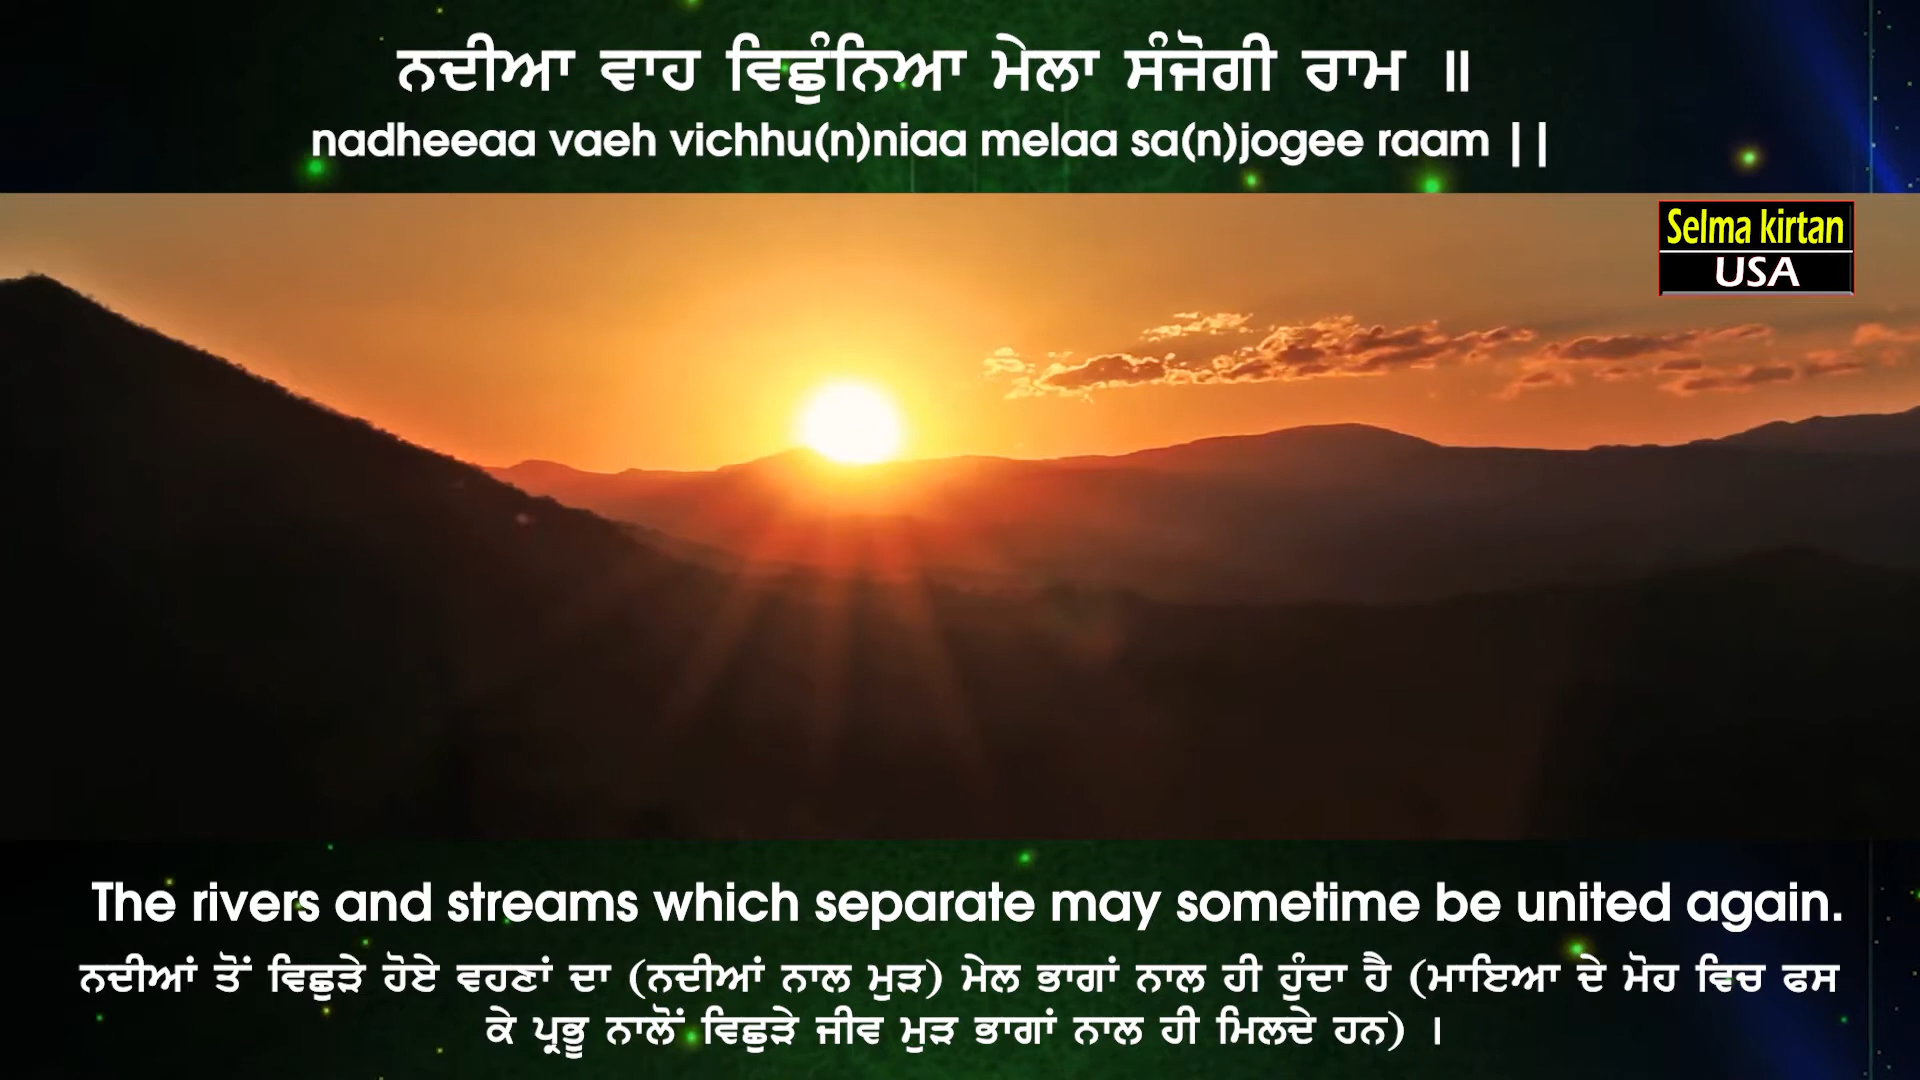 ਨਦੀਆ ਵਾਹ ਵਿਛੁੰਨਿਆ ਮੇਲਾ ਸੰਜੋਗੀ ਰਾਮ ॥
nadheeaa vaeh vichhu(n)niaa melaa sa(n)jogee raam ||
Selma kirtan
USA
The rivers and streams which separate may sometime be united again.
ਨਦੀਆਂ ਤੋਂ ਵਿਛੁੜੇ ਹੋਏ ਵਹਣਾਂ ਦਾ (ਨਦੀਆਂ ਨਾਲ ਮੁੜ) ਮੇਲ ਭਾਗਾਂ ਨਾਲ ਹੀ ਹੁੰਦਾ ਹੈ (ਮਾਇਆ ਦੇ ਮੋਹ ਵਿਚ ਫਸ
ਕੇ ਪ੍ਰਭੂ ਨਾਲੋਂ ਵਿਛੁੜੇ ਜੀਵ ਮੁੜ ਭਾਗਾਂ ਨਾਲ ਹੀ ਮਿਲਦੇ ਹਨ) ।